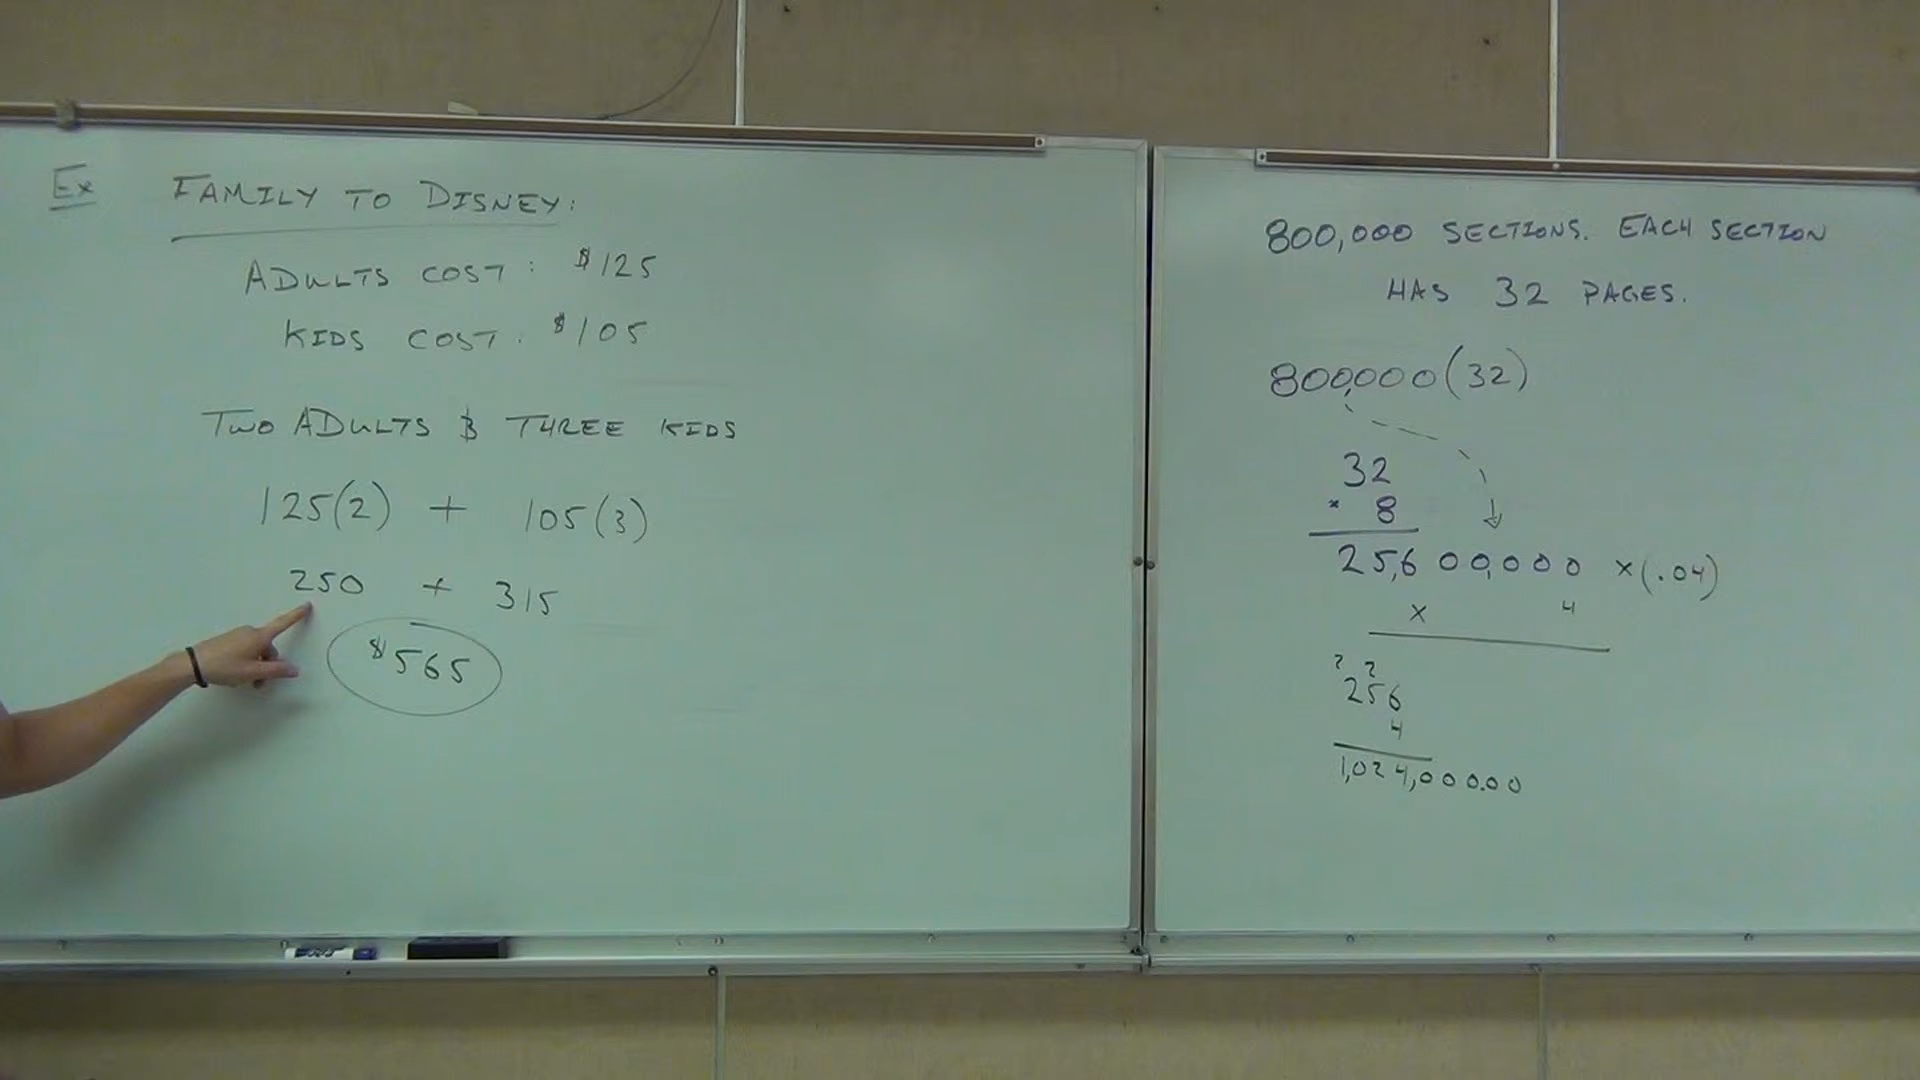 Ex FAMILY TO DISNEY:
ADULTS COST: $125
KIDS COST: $105
TWO ADULTS & THREE KIDS
125(2) + 105(3)
250 + 315
$565
800,000 SECTIONS. EACH SECTION
HAS 32 PAGES.
800,000(32)
32
× 8
25,600,000 ×(.04)
× 4
2 2
256
4
1,024,000.00